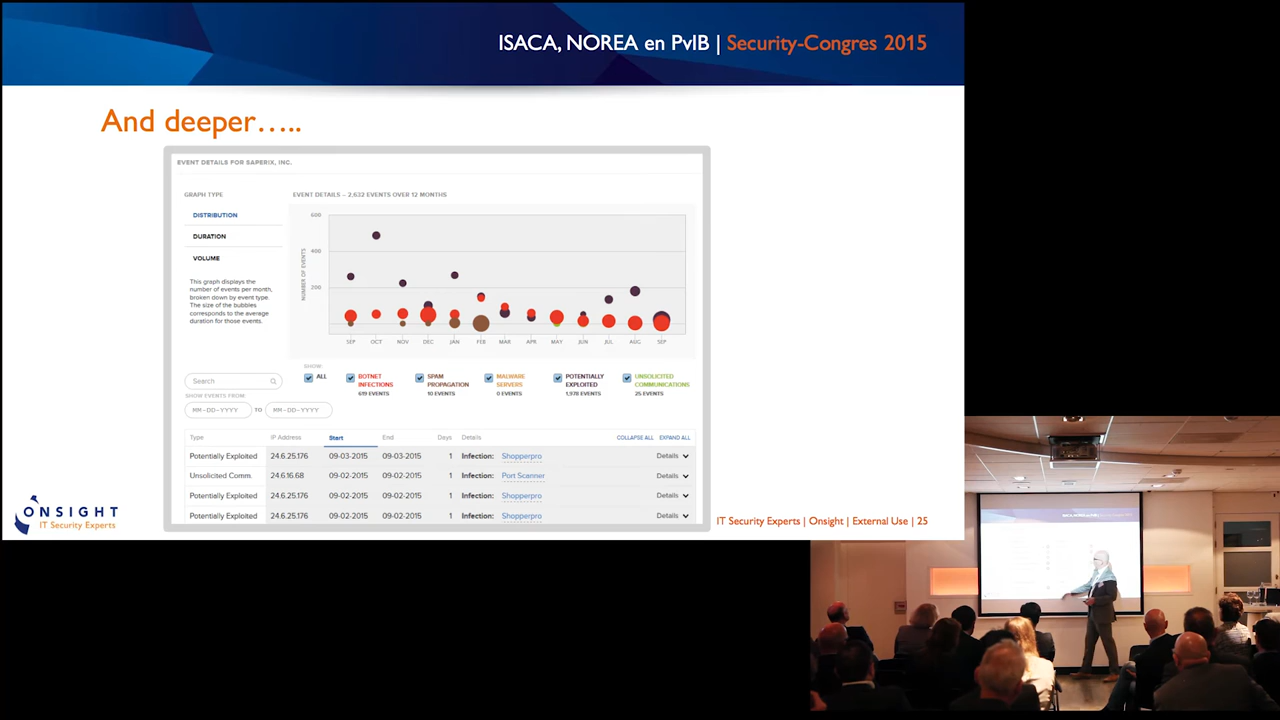 ISACA, NOREA en PvIB | Security-Congres 2015
And deeper…..
EVENT DETAILS FOR SAPERIX, INC.
GRAPH TYPE
DISTRIBUTION
DURATION
VOLUME
This graph displays the
number of events per month,
broken down by event type.
The size of the bubbles
corresponds to the average
duration for those events.
EVENT DETAILS – 2,632 EVENTS OVER 12 MONTHS
NUMBER OF EVENTS
600
400
200
SEP OCT NOV DEC JAN FEB MAR APR MAY JUN JUL AUG SEP
SHOW:
ALL
BOTNET
INFECTIONS
619 EVENTS
SPAM
PROPAGATION
10 EVENTS
MALWARE
SERVERS
0 EVENTS
POTENTIALLY
EXPLOITED
1,978 EVENTS
UNSOLICITED
COMMUNICATIONS
25 EVENTS
Search
SHOW EVENTS FROM:
MM-DD-YYYY TO MM-DD-YYYY
Type IP Address Start End Days Details COLLAPSE ALL EXPAND ALL
Potentially Exploited 24.6.25.176 09-03-2015 09-03-2015 1 Infection: Shopperpro Details
Unsolicited Comm. 24.6.16.68 09-02-2015 09-02-2015 1 Infection: Port Scanner Details
Potentially Exploited 24.6.25.176 09-02-2015 09-02-2015 1 Infection: Shopperpro Details
Potentially Exploited 24.6.25.176 09-02-2015 09-02-2015 1 Infection: Shopperpro Details
ONSIGHT
IT Security Experts
IT Security Experts | Onsight | External Use | 25